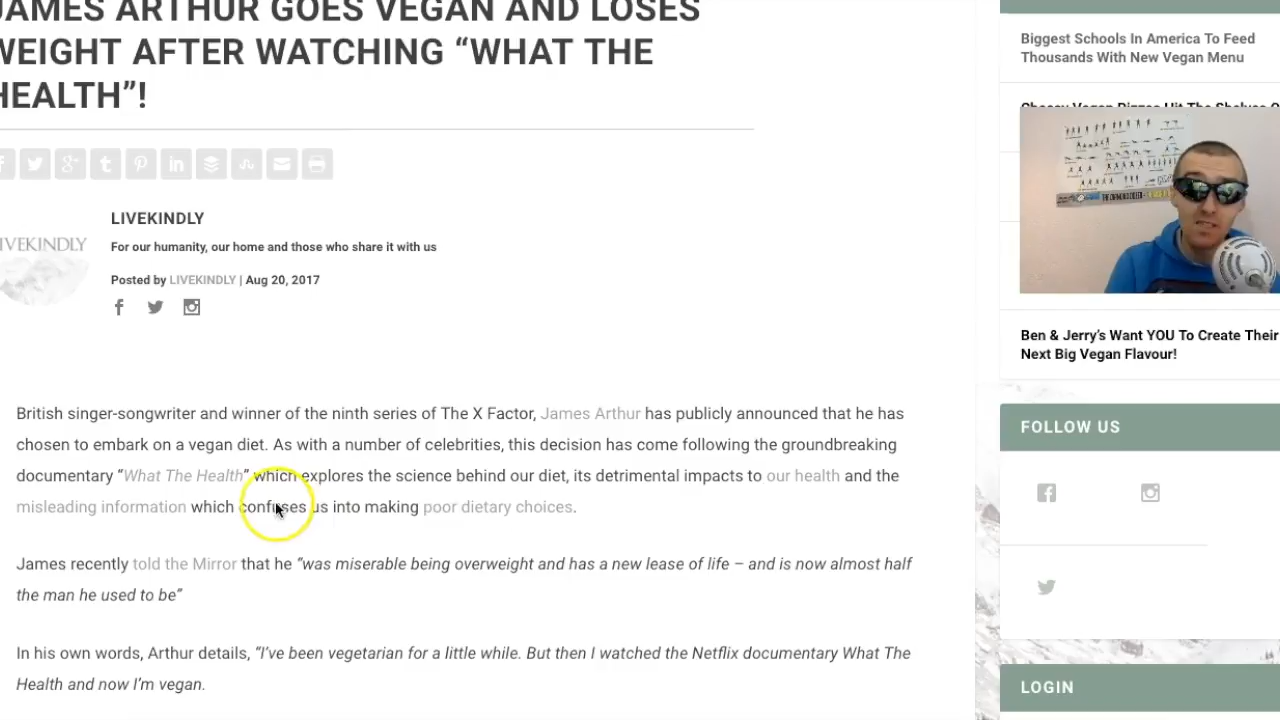 JAMES ARTHUR GOES VEGAN AND LOSES
WEIGHT AFTER WATCHING “WHAT THE
HEALTH”!
LIVEKINDLY
IVEKINDLY
For our humanity, our home and those who share it with us
Posted by LIVEKINDLY | Aug 20, 2017
British singer-songwriter and winner of the ninth series of The X Factor, James Arthur has publicly announced that he has
chosen to embark on a vegan diet. As with a number of celebrities, this decision has come following the groundbreaking
documentary “What The Health” which explores the science behind our diet, its detrimental impacts to our health and the
misleading information which confuses us into making poor dietary choices.
James recently told the Mirror that he “was miserable being overweight and has a new lease of life – and is now almost half
the man he used to be”
In his own words, Arthur details, “I’ve been vegetarian for a little while. But then I watched the Netflix documentary What The
Health and now I’m vegan.
Biggest Schools In America To Feed
Thousands With New Vegan Menu
Vegan Hit The Shelves
Ben & Jerry’s Want YOU To Create Their
Next Big Vegan Flavour!
FOLLOW US
LOGIN